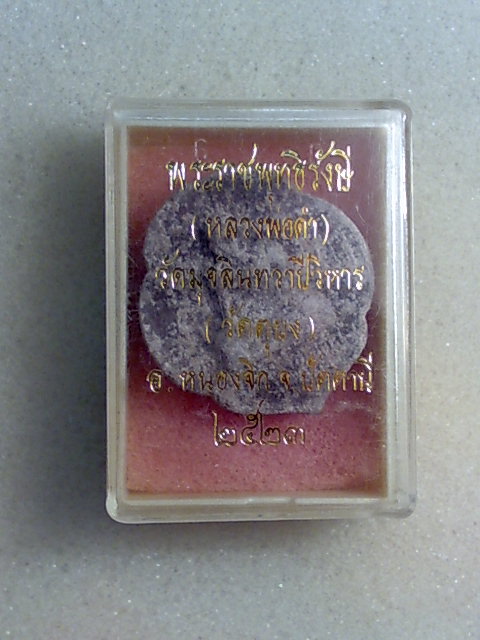 พระราชพุทธิรังษี
(หลวงพ่อดำ)
วัดมุจลินทวาปีวิหาร
(วัดตุยง)
อ.หนองจิก จ.ปัตตานี
๒๕๒๓